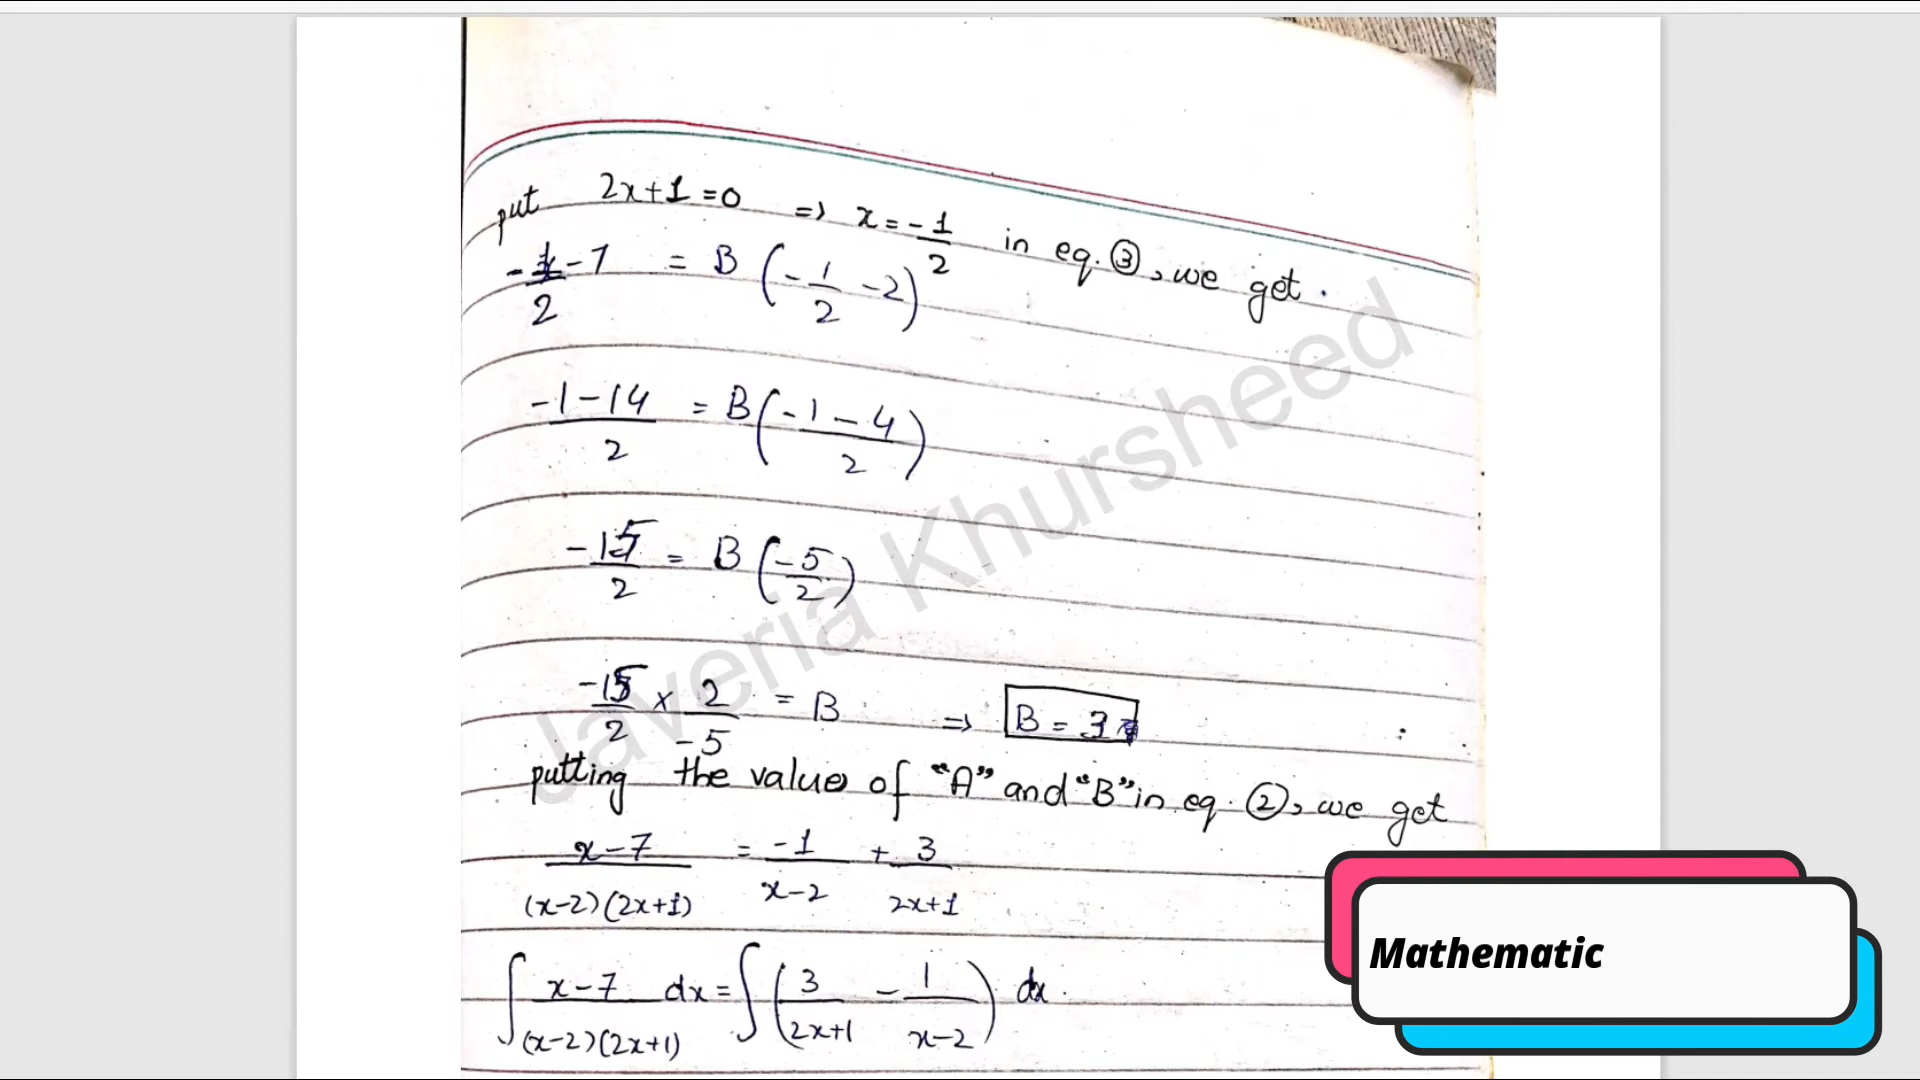 put 2x+1=0 => x = -1/2 in eq. ③, we get.
-1/2 - 7 = B (-1/2 - 2)
-1-14/2 = B (-1-4/2)
-15/2 = B (-5/2)
-15/2 × 2/-5 = B => B = 3
putting the values of "A" and "B" in eq. ②, we get
x-7/(x-2)(2x+1) = -1/x-2 + 3/2x+1
∫ x-7/(x-2)(2x+1) dx = ∫ (3/2x+1 - 1/x-2) dx.
Javeria Khursheed
Mathematic